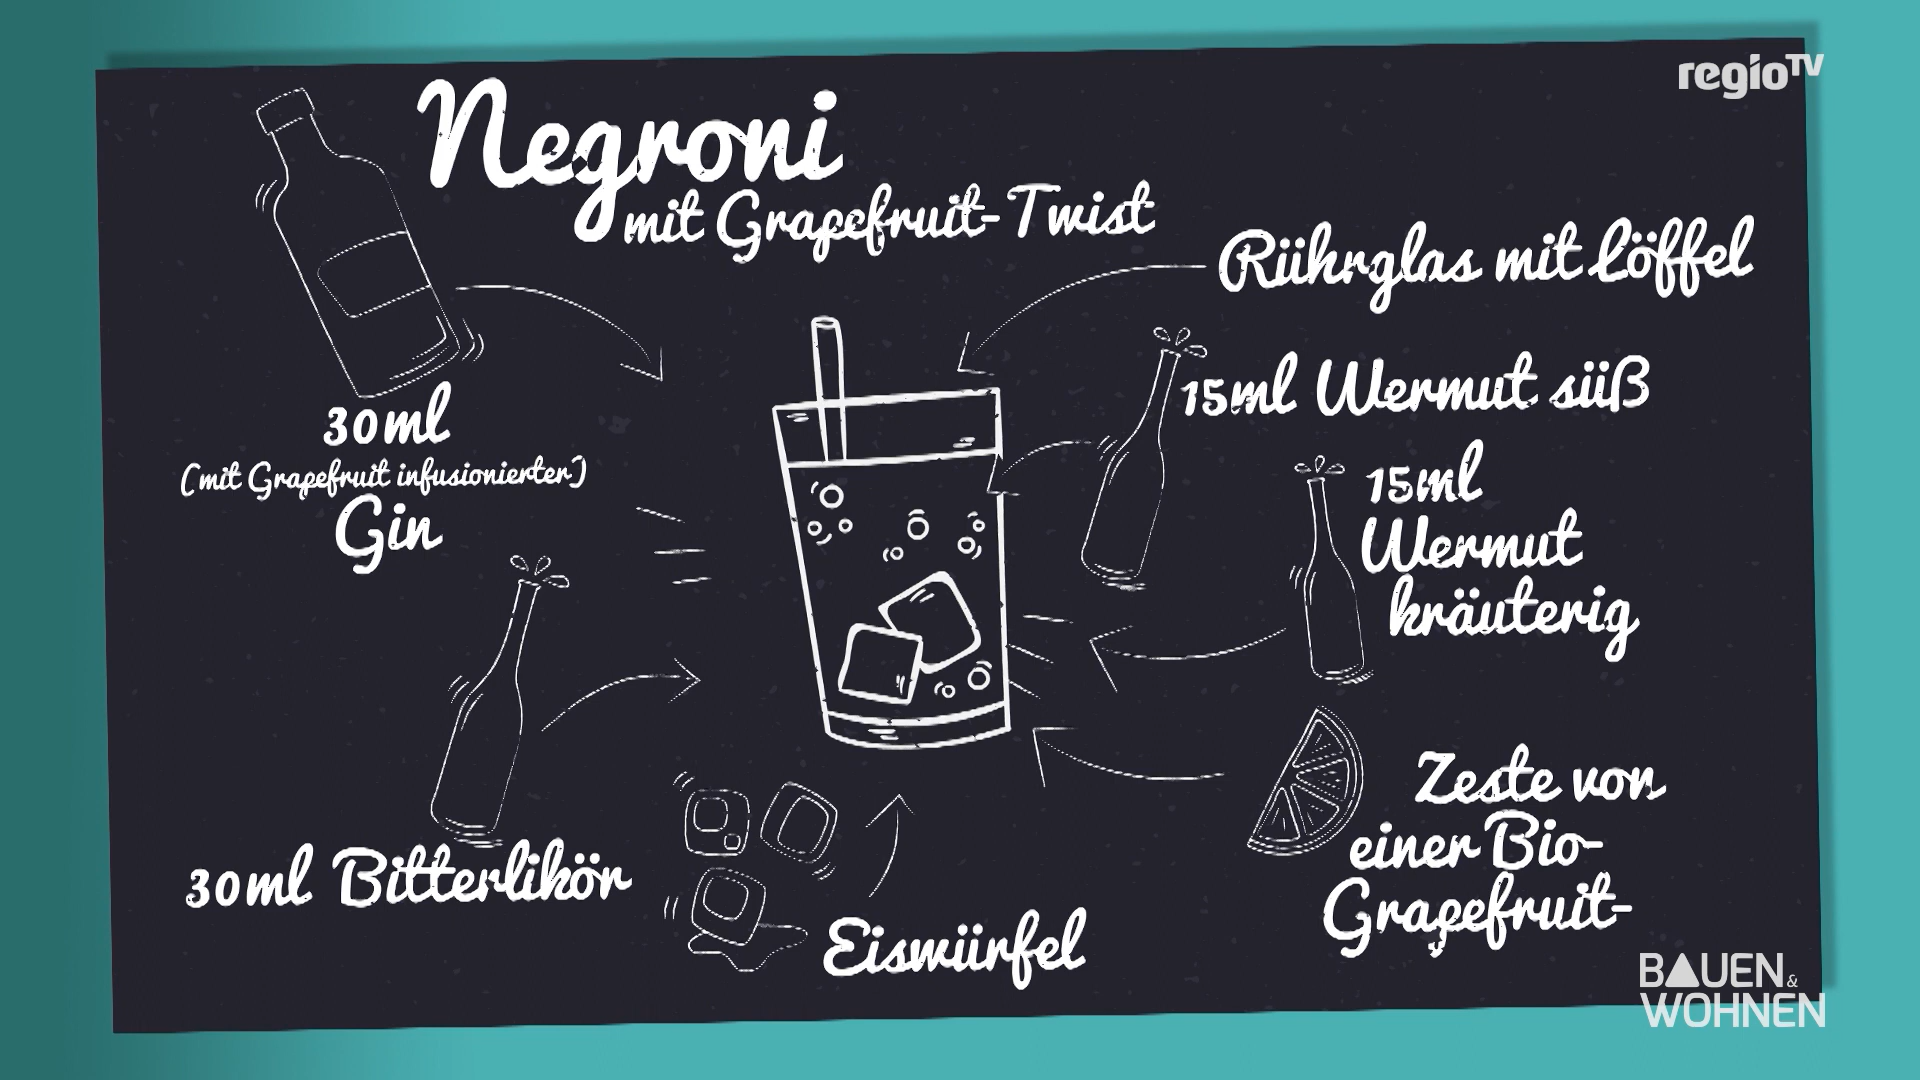 regioTV
Negroni
mit Grapefruit-Twist
Rührglas mit Löffel
15ml Wermut süß
30ml
(mit Grapefruit infusionierter)
Gin
15ml
Wermut
kräuterig
Zeste von
einer Bio-
Grapefruit-
30ml Bitterlikör
Eiswürfel
BAUEN &
WOHNEN